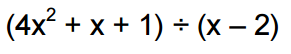 (4x² + x + 1) ÷ (x – 2)